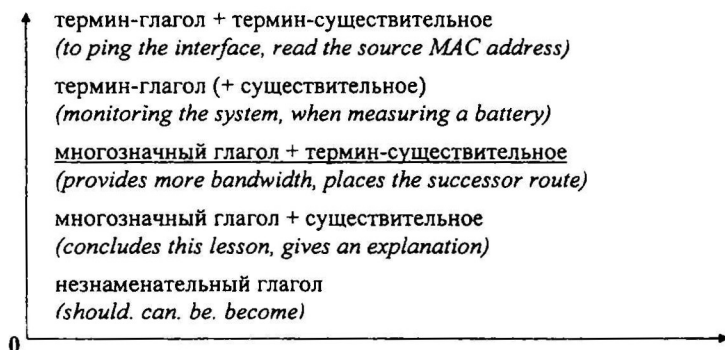 термин-глагол + термин-существительное
(to ping the interface, read the source MAC address)
термин-глагол (+ существительное)
(monitoring the system, when measuring a battery)
многозначный глагол + термин-существительное
(provides more bandwidth, places the successor route)
многозначный глагол + существительное
(concludes this lesson, gives an explanation)
незнаменательный глагол
(should. can. be. become)
0